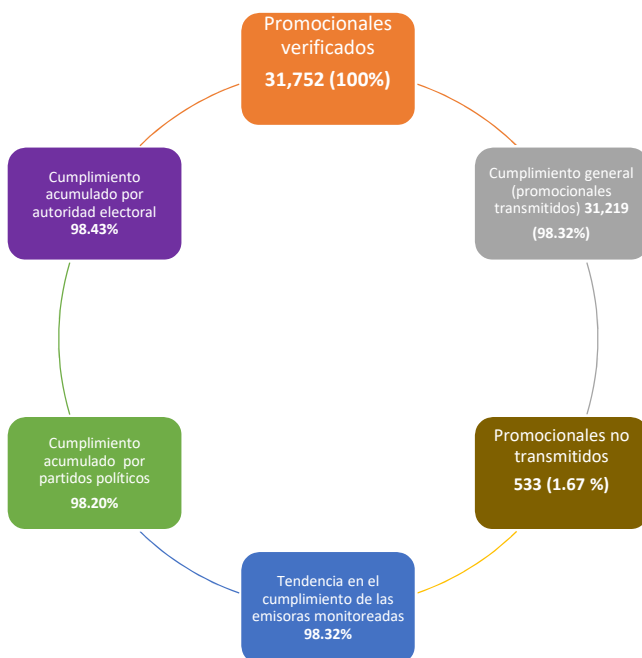 Promocionales
verificados
31,752 (100%)
Cumplimiento general
(promocionales
transmitidos) 31,219
(98.32%)
Promocionales no
transmitidos
533 (1.67 %)
Tendencia en el
cumplimiento de las
emisoras monitoreadas
98.32%
Cumplimiento
acumulado por
partidos políticos
98.20%
Cumplimiento
acumulado por
autoridad electoral
98.43%